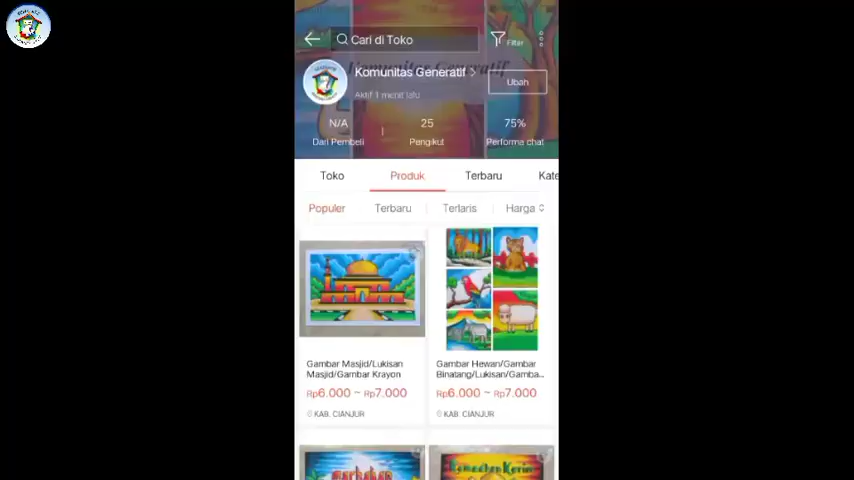 Cari di Toko
Filter
Komunitas Generatif
Aktif 1 menit lalu
Ubah
N/A
25
75%
Dari Pembeli
Pengikut
Performa chat
Toko
Produk
Terbaru
Kate
Populer
Terbaru
Terlaris
Harga
Gambar Masjid/Lukisan
Masjid/Gambar Krayon
Rp6.000 ~ Rp7.000
KAB. CIANJUR
Gambar Hewan/Gambar
Binatang/Lukisan/Gamba...
Rp6.000 ~ Rp7.000
KAB. CIANJUR